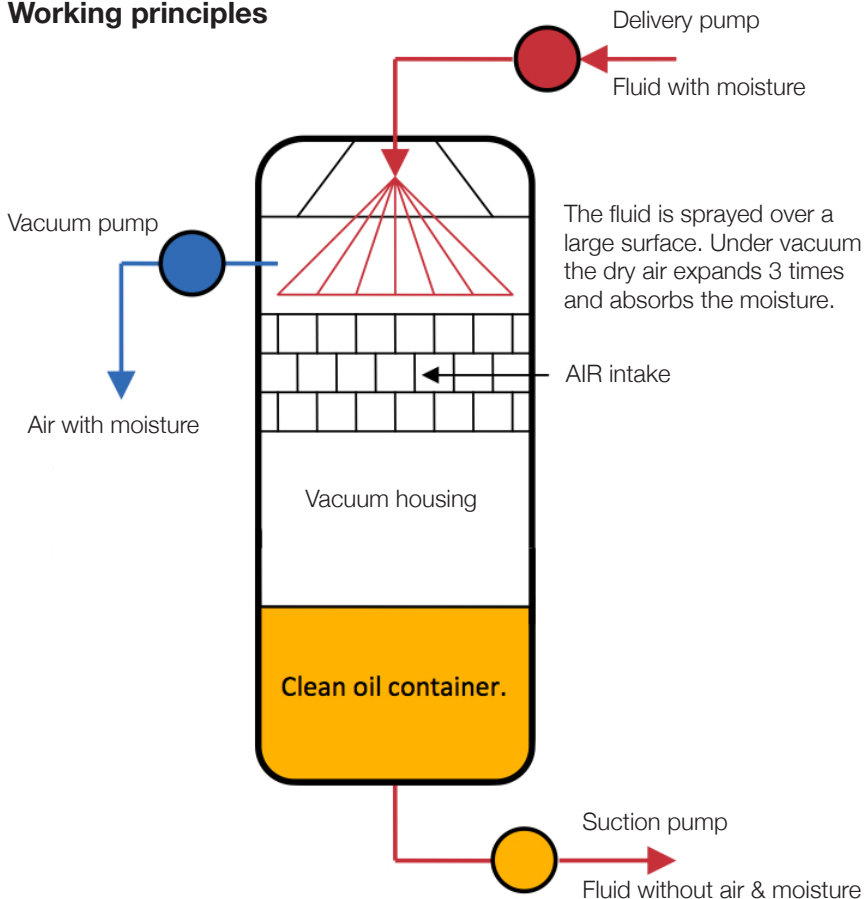 Working principles
Delivery pump
Fluid with moisture
Vacuum pump
The fluid is sprayed over a
large surface. Under vacuum
the dry air expands 3 times
and absorbs the moisture.
AIR intake
Air with moisture
Vacuum housing
Clean oil container.
Suction pump
Fluid without air & moisture